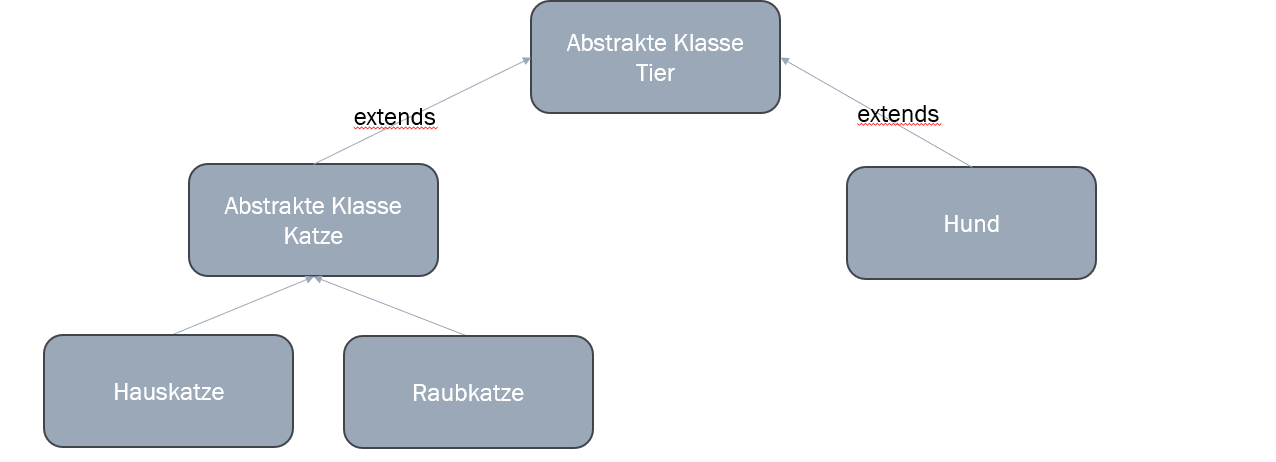 Abstrakte Klasse
Tier
extends
extends
Abstrakte Klasse
Katze
Hund
Hauskatze
Raubkatze